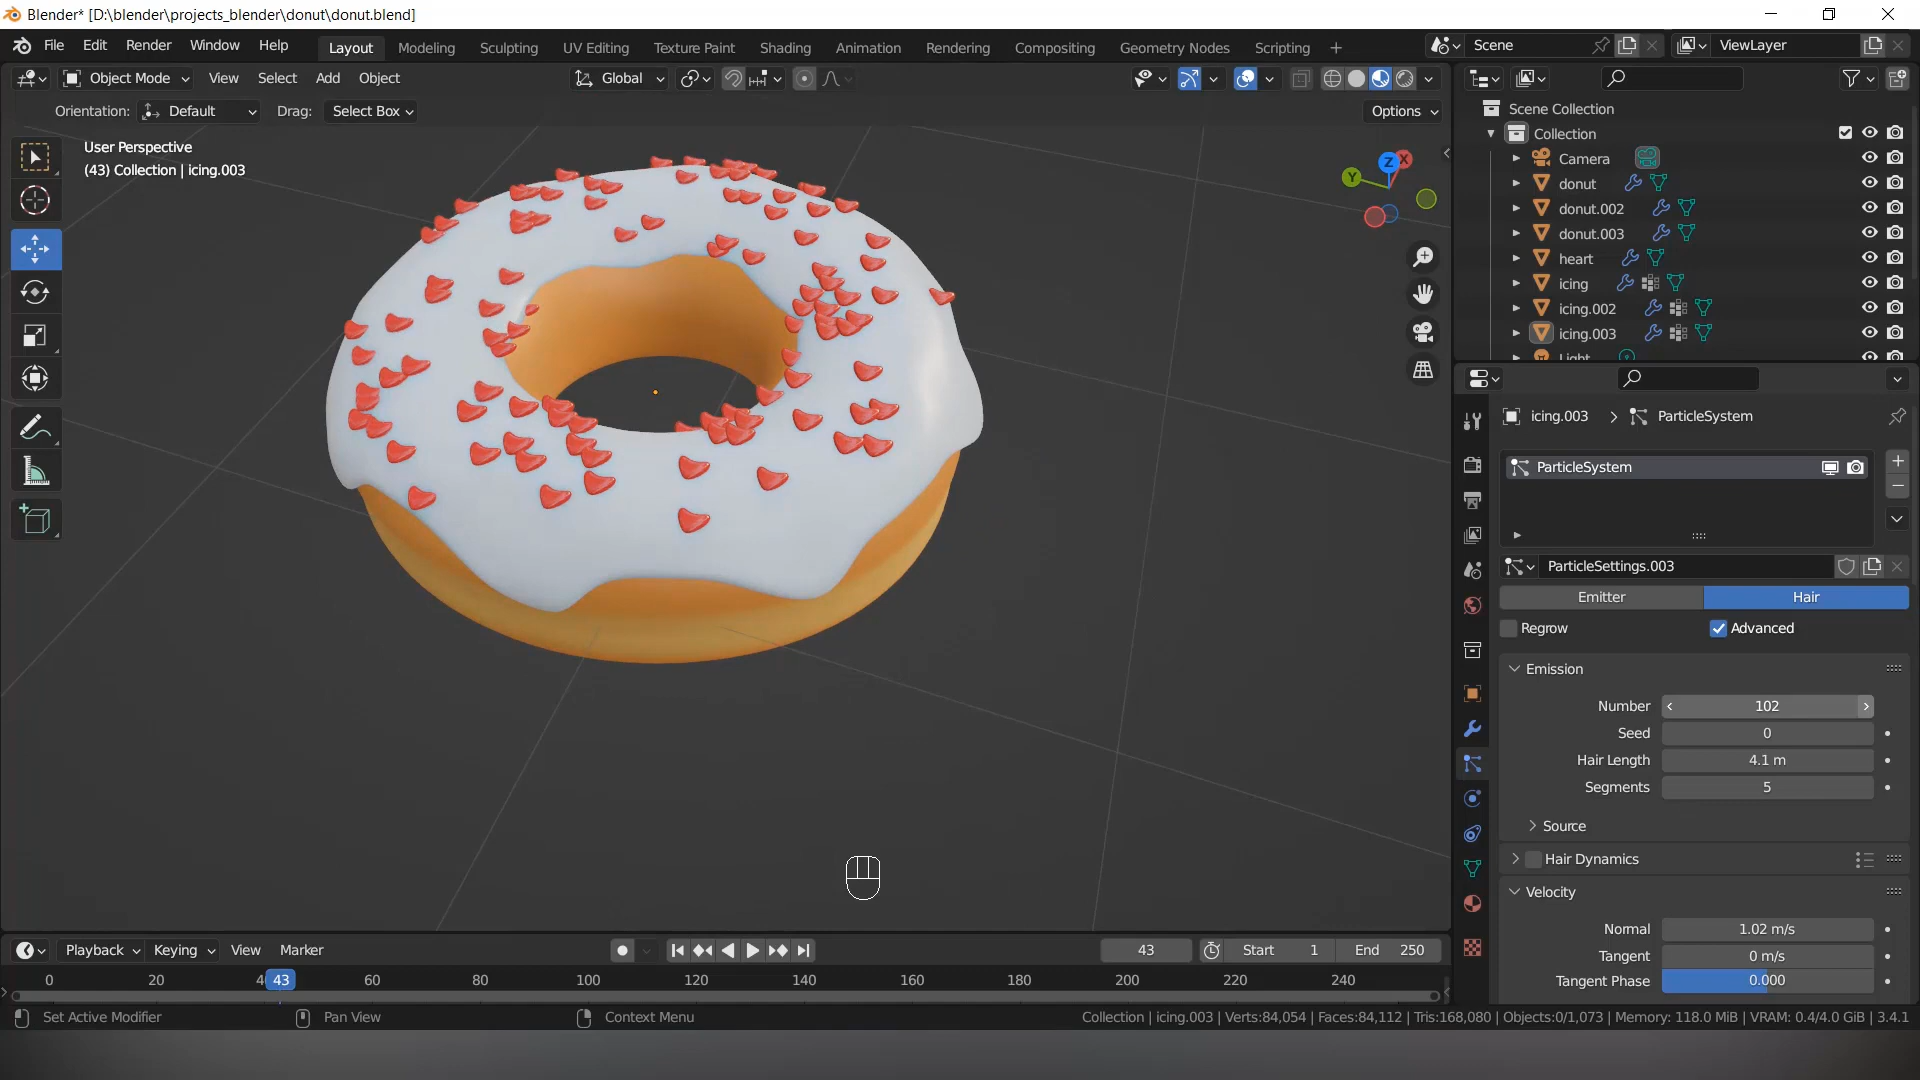 Blender* [D:\blender\projects_blender\donut\donut.blend]
File Edit Render Window Help Layout Modeling Sculpting UV Editing Texture Paint Shading Animation Rendering Compositing Geometry Nodes Scripting + Scene ViewLayer
Object Mode View Select Add Object Global
Orientation: Default Drag: Select Box Options
User Perspective
(43) Collection | icing.003
Z X Y
Scene Collection
Collection
Camera
donut
donut.002
donut.003
heart
icing
icing.002
icing.003
Light
icing.003 > ParticleSystem
ParticleSystem
ParticleSettings.003
Emitter Hair
Regrow Advanced
Emission
Number 102
Seed 0
Hair Length 4.1 m
Segments 5
Source
Hair Dynamics
Velocity
Normal 1.02 m/s
Tangent 0 m/s
Tangent Phase 0.000
Playback Keying View Marker 43 Start 1 End 250
0 20 4 43 60 80 100 120 140 160 180 200 220 240
Set Active Modifier Pan View Context Menu Collection | icing.003 | Verts:84,054 | Faces:84,112 | Tris:168,080 | Objects:0/1,073 | Memory: 118.0 MiB | VRAM: 0.4/4.0 GiB | 3.4.1